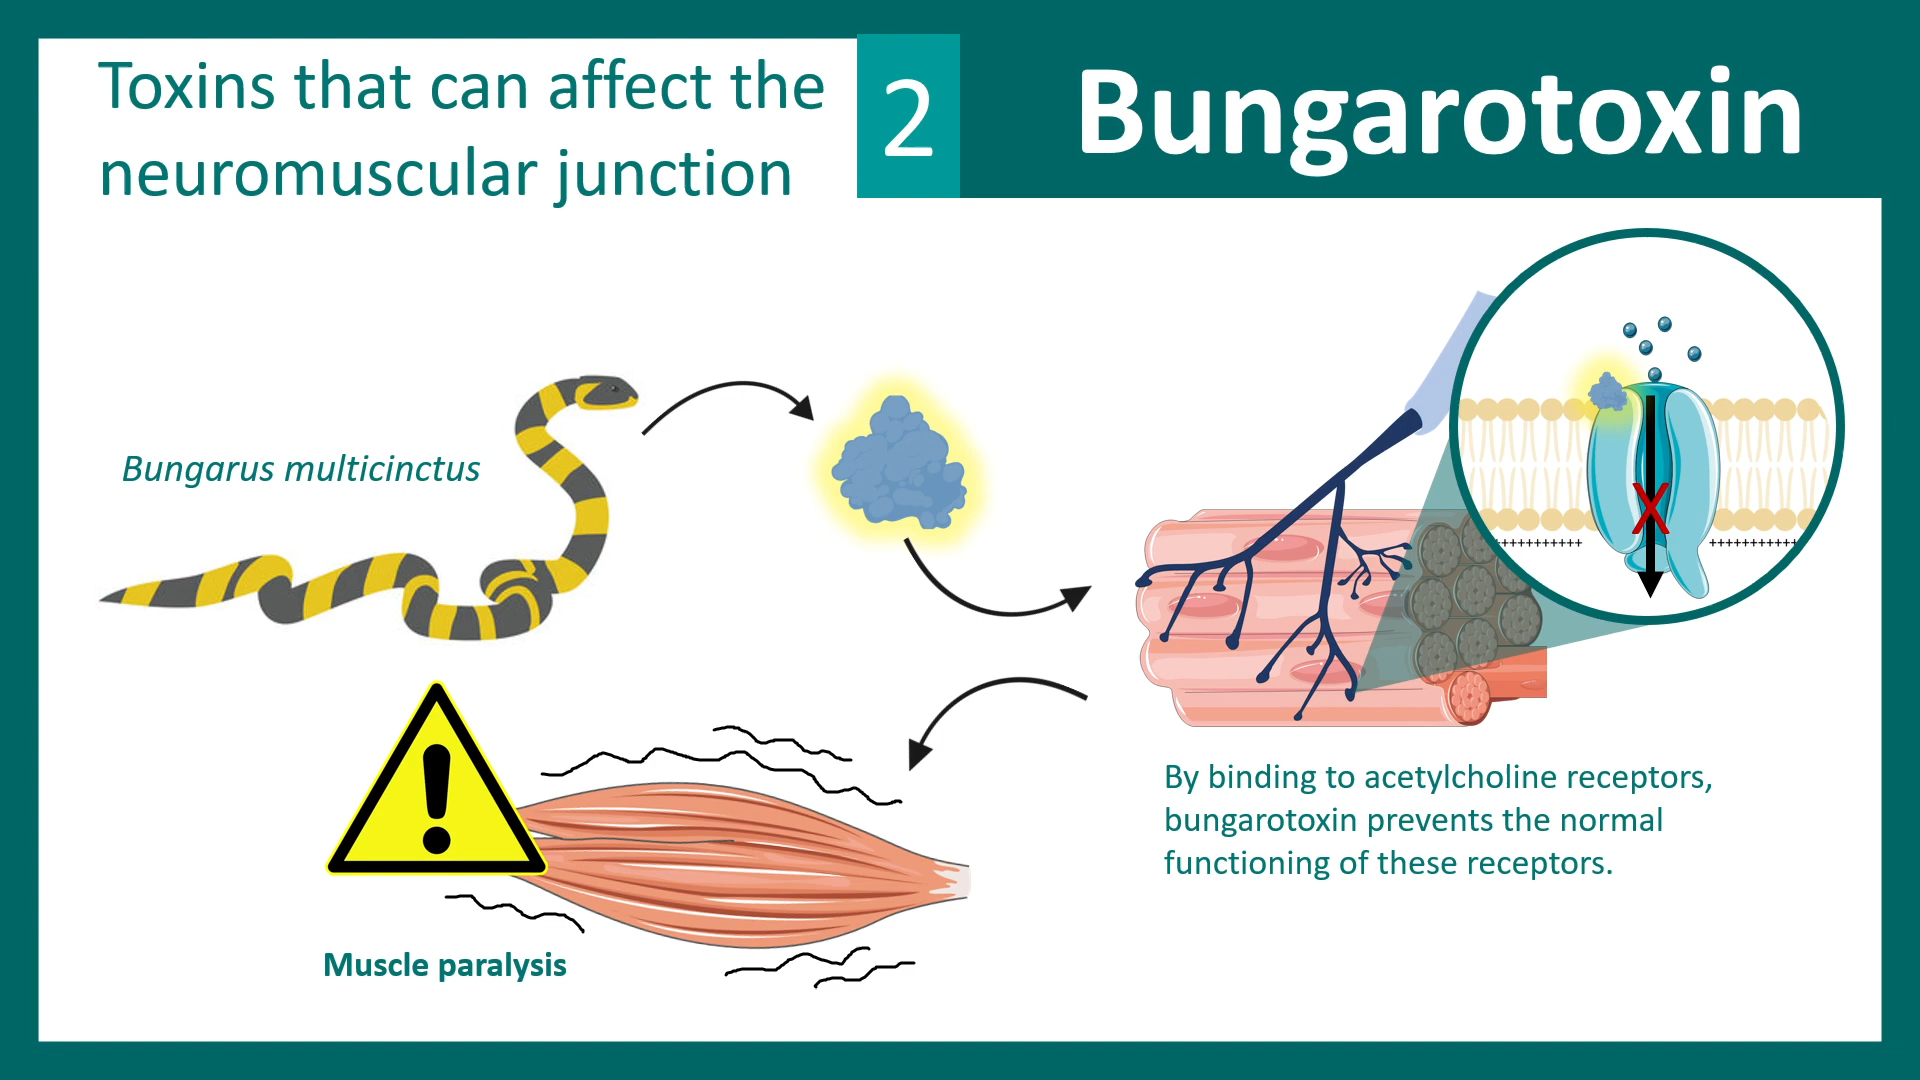 Toxins that can affect the
neuromuscular junction
2
Bungarotoxin
Bungarus multicinctus
+++++++++++
+++++++++++
By binding to acetylcholine receptors,
bungarotoxin prevents the normal
functioning of these receptors.
Muscle paralysis